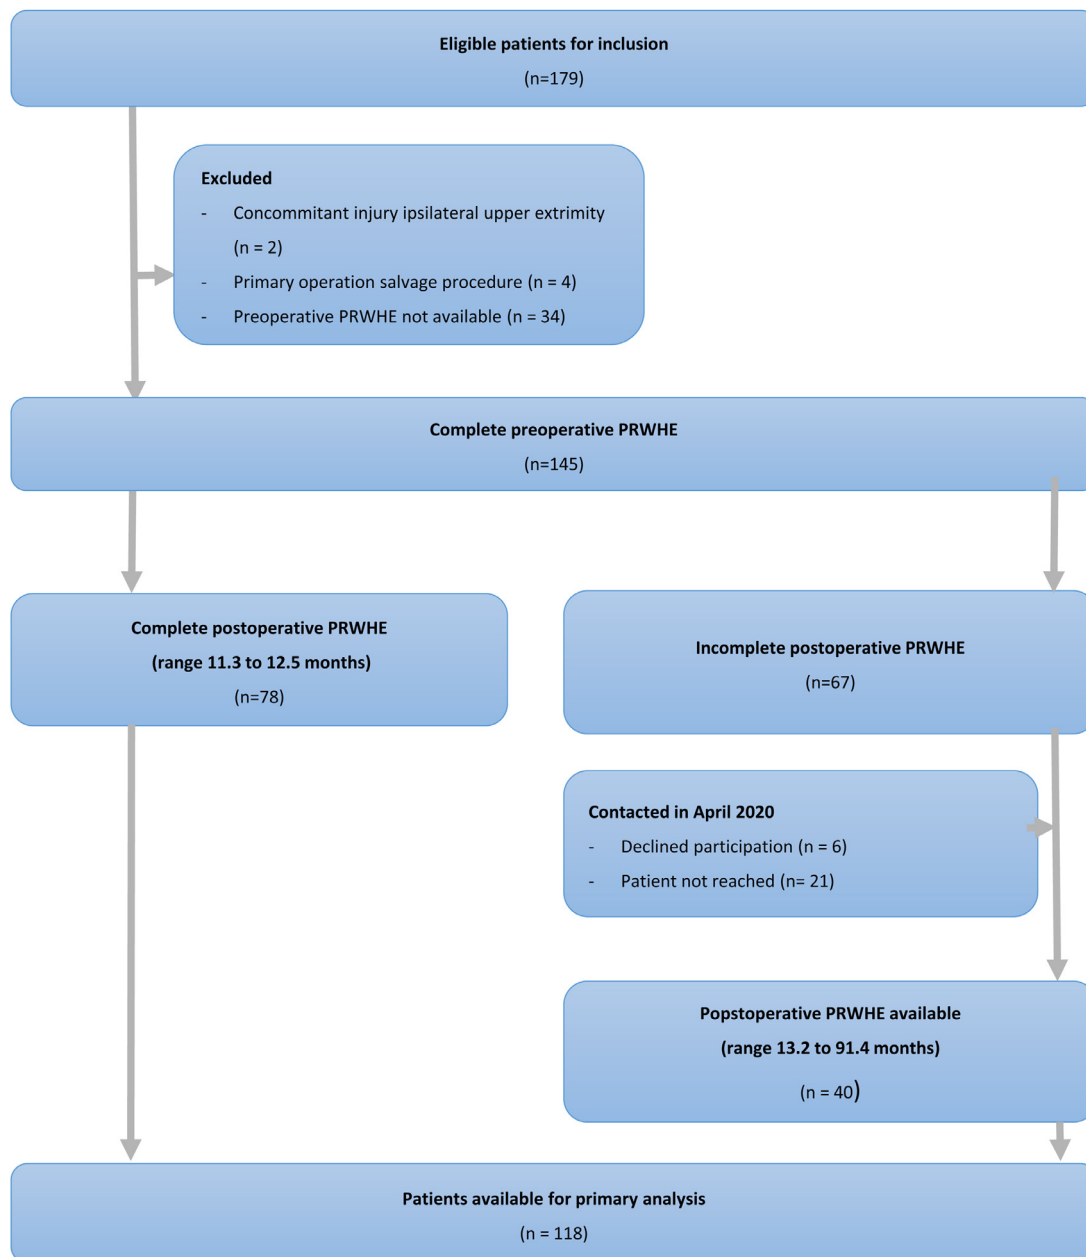 Eligible patients for inclusion
(n=179)
Excluded
- Concommitant injury ipsilateral upper extrimity
(n = 2)
- Primary operation salvage procedure (n = 4)
- Preoperative PRWHE not available (n = 34)
Complete preoperative PRWHE
(n=145)
Complete postoperative PRWHE
(range 11.3 to 12.5 months)
(n=78)
Incomplete postoperative PRWHE
(n=67)
Contacted in April 2020
- Declined participation (n = 6)
- Patient not reached (n= 21)
Popstoperative PRWHE available
(range 13.2 to 91.4 months)
(n = 40)
Patients available for primary analysis
(n = 118)